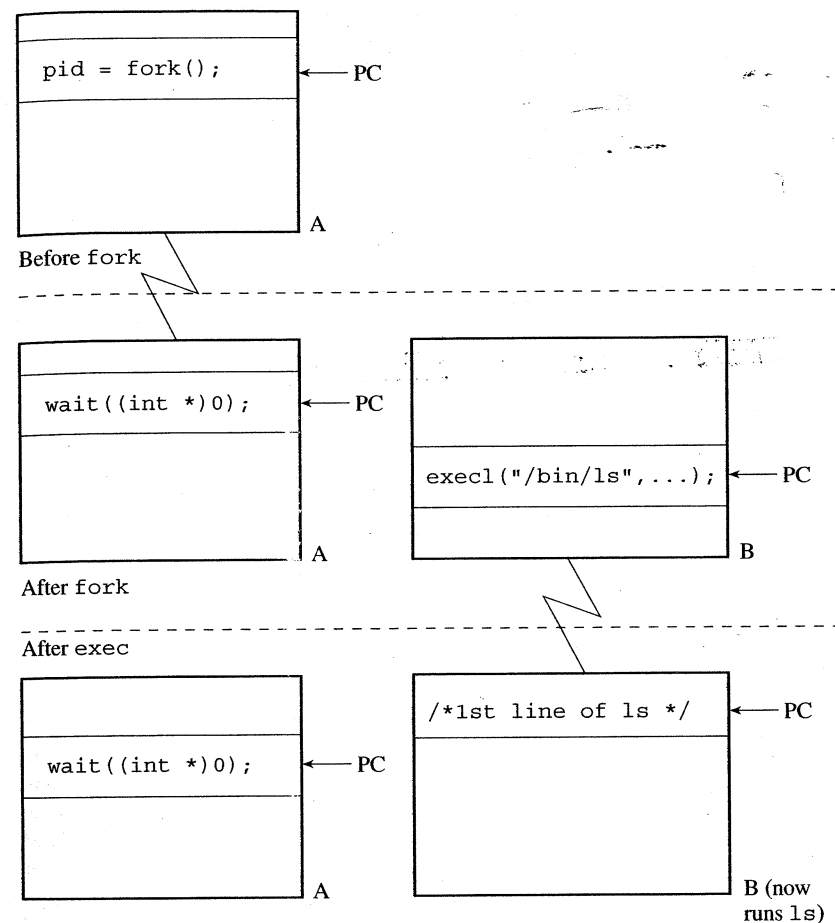 pid = fork();
PC
A
Before fork
wait((int *)0);
PC
execl("/bin/ls",...);
PC
A
B
After fork
After exec
/*1st line of ls */
PC
wait((int *)0);
PC
A
B (now
runs ls)